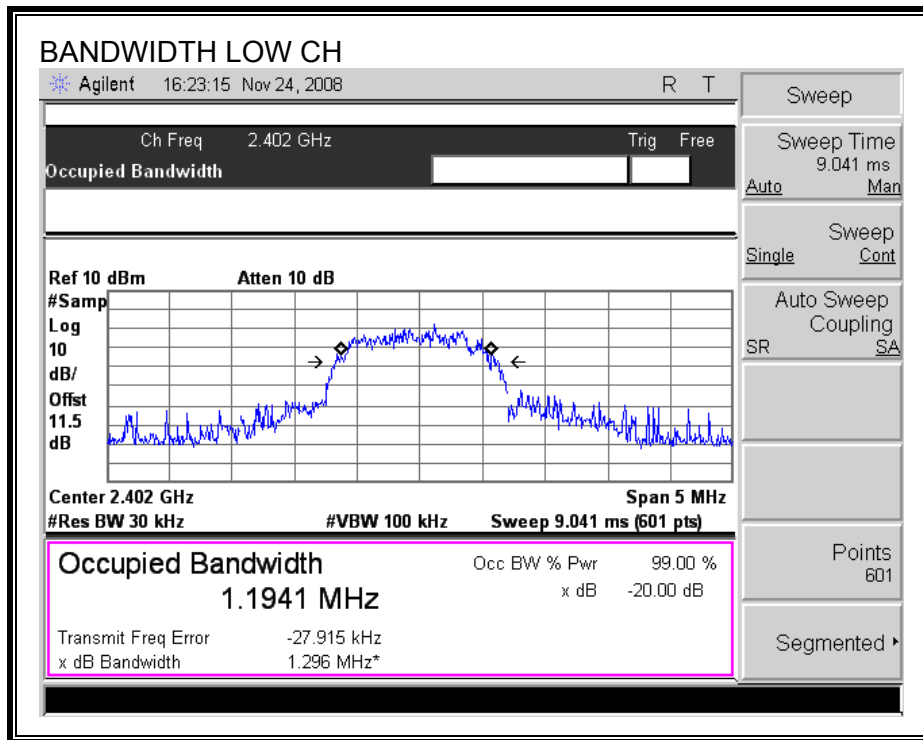 BANDWIDTH LOW CH
Agilent 16:23:15 Nov 24, 2008 R T
Ch Freq 2.402 GHz Trig Free
Occupied Bandwidth
Ref 10 dBm Atten 10 dB
#Samp
Log
10
dB/
Offst
11.5
dB
Center 2.402 GHz Span 5 MHz
#Res BW 30 kHz #VBW 100 kHz Sweep 9.041 ms (601 pts)
Occupied Bandwidth Occ BW % Pwr 99.00 %
1.1941 MHz x dB -20.00 dB
Transmit Freq Error -27.915 kHz
x dB Bandwidth 1.296 MHz*
Sweep
Sweep Time
9.041 ms
Auto Man
Sweep
Single Cont
Auto Sweep
Coupling
SR SA
Points
601
Segmented